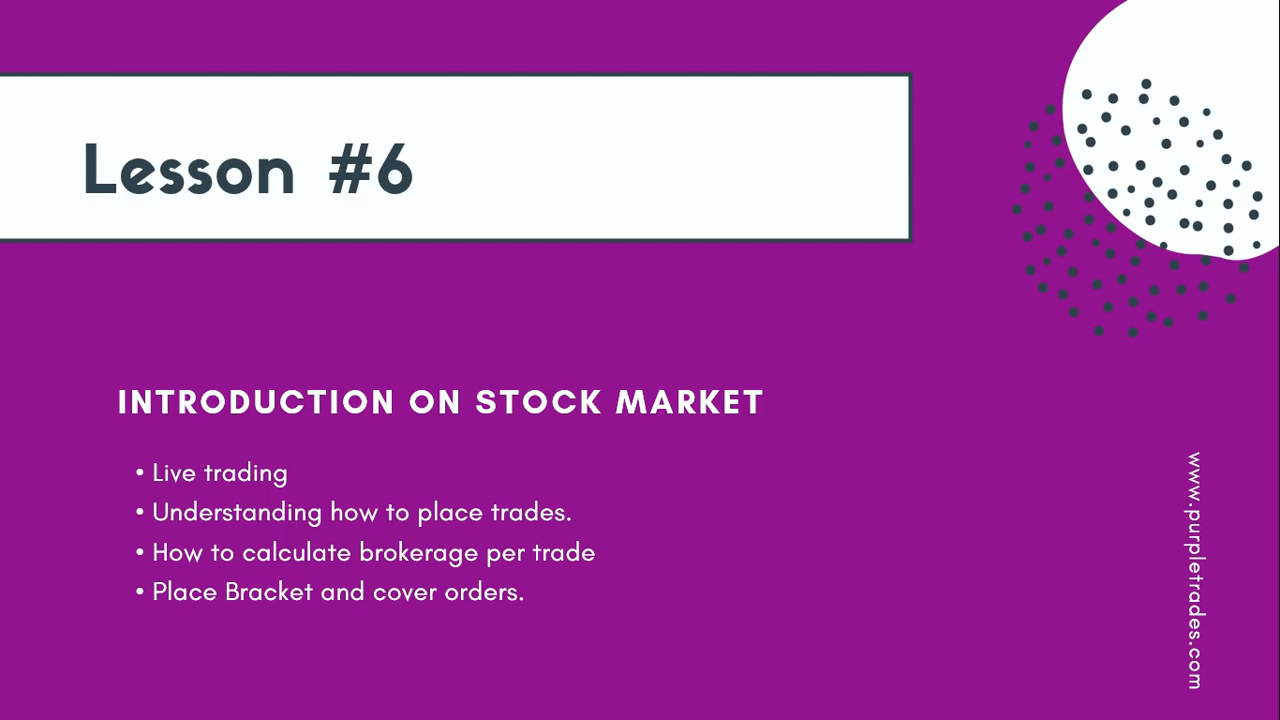 Lesson #6
INTRODUCTION ON STOCK MARKET
• Live trading
• Understanding how to place trades.
• How to calculate brokerage per trade
• Place Bracket and cover orders.
www.purpletrades.com